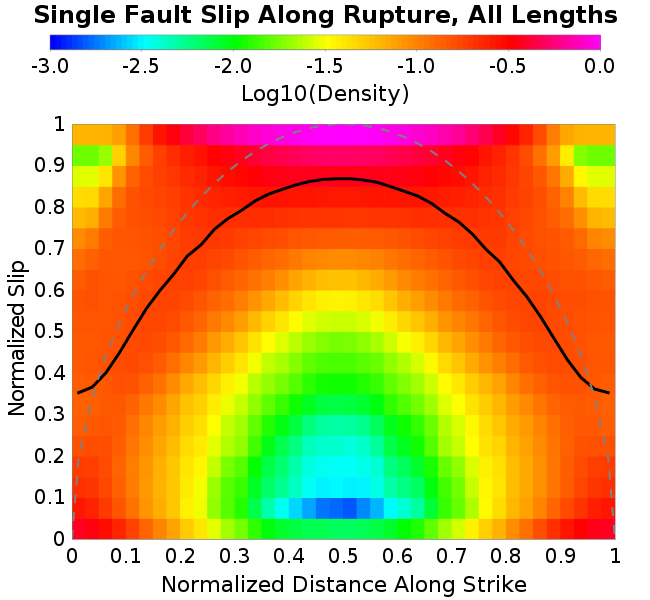 Single Fault Slip Along Rupture, All Lengths
-3.0 -2.5 -2.0 -1.5 -1.0 -0.5 0.0
Log10(Density)
1
0.9
0.8
0.7
0.6
0.5
0.4
0.3
0.2
0.1
0
Normalized Slip
0 0.1 0.2 0.3 0.4 0.5 0.6 0.7 0.8 0.9 1
Normalized Distance Along Strike